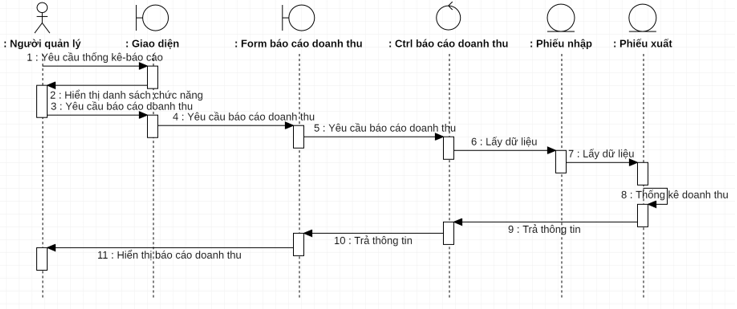 : Người quản lý
: Giao diện
: Form báo cáo doanh thu
: Ctrl báo cáo doanh thu
: Phiếu nhập
: Phiếu xuất
1 : Yêu cầu thống kê-báo cáo
2 : Hiển thị danh sách chức năng
3 : Yêu cầu báo cáo doanh thu
4 : Yêu cầu báo cáo doanh thu
5 : Yêu cầu báo cáo doanh thu
6 : Lấy dữ liệu
7 : Lấy dữ liệu
8 : Thống kê doanh thu
9 : Trả thông tin
10 : Trả thông tin
11 : Hiển thị báo cáo doanh thu